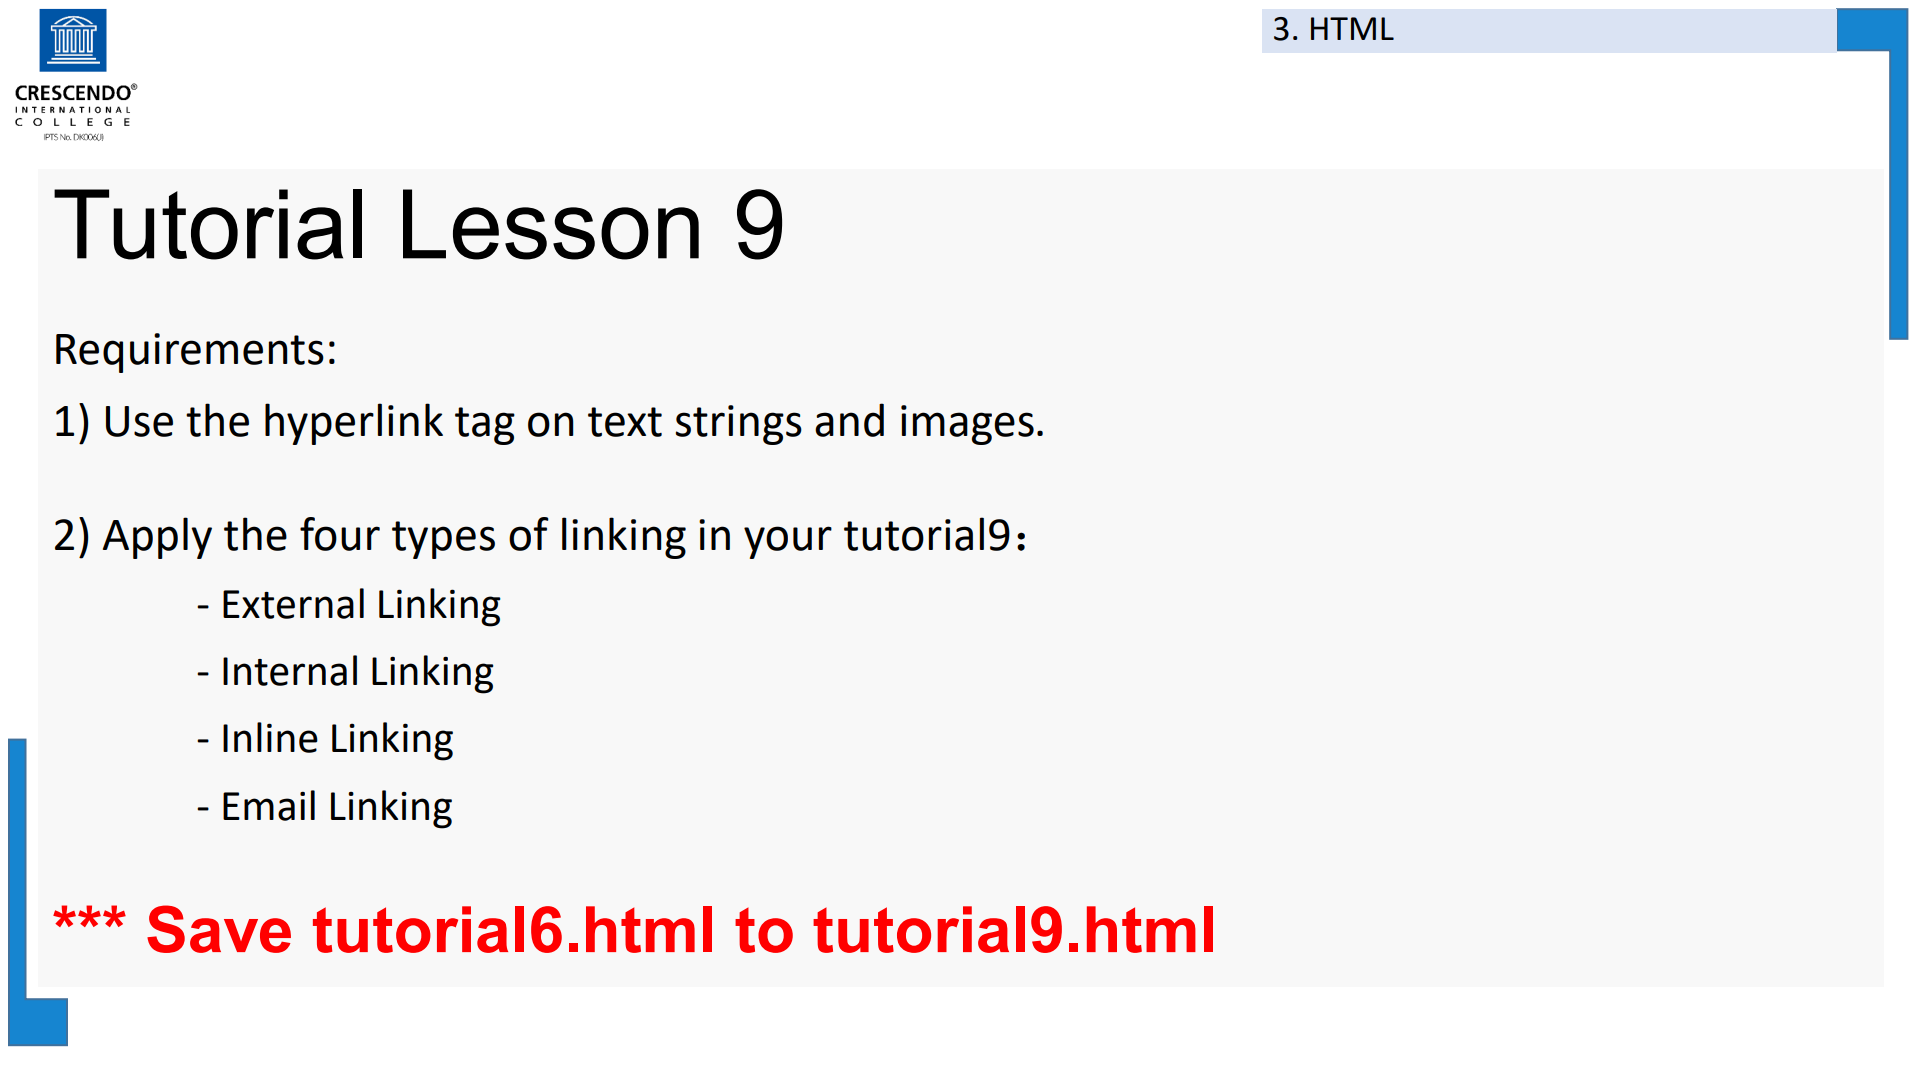 3. HTML
CRESCENDO®
INTERNATIONAL
COLLEGE
IPTS No. DK006(J)
Tutorial Lesson 9
Requirements:
1) Use the hyperlink tag on text strings and images.
2) Apply the four types of linking in your tutorial9：
- External Linking
- Internal Linking
- Inline Linking
- Email Linking
*** Save tutorial6.html to tutorial9.html